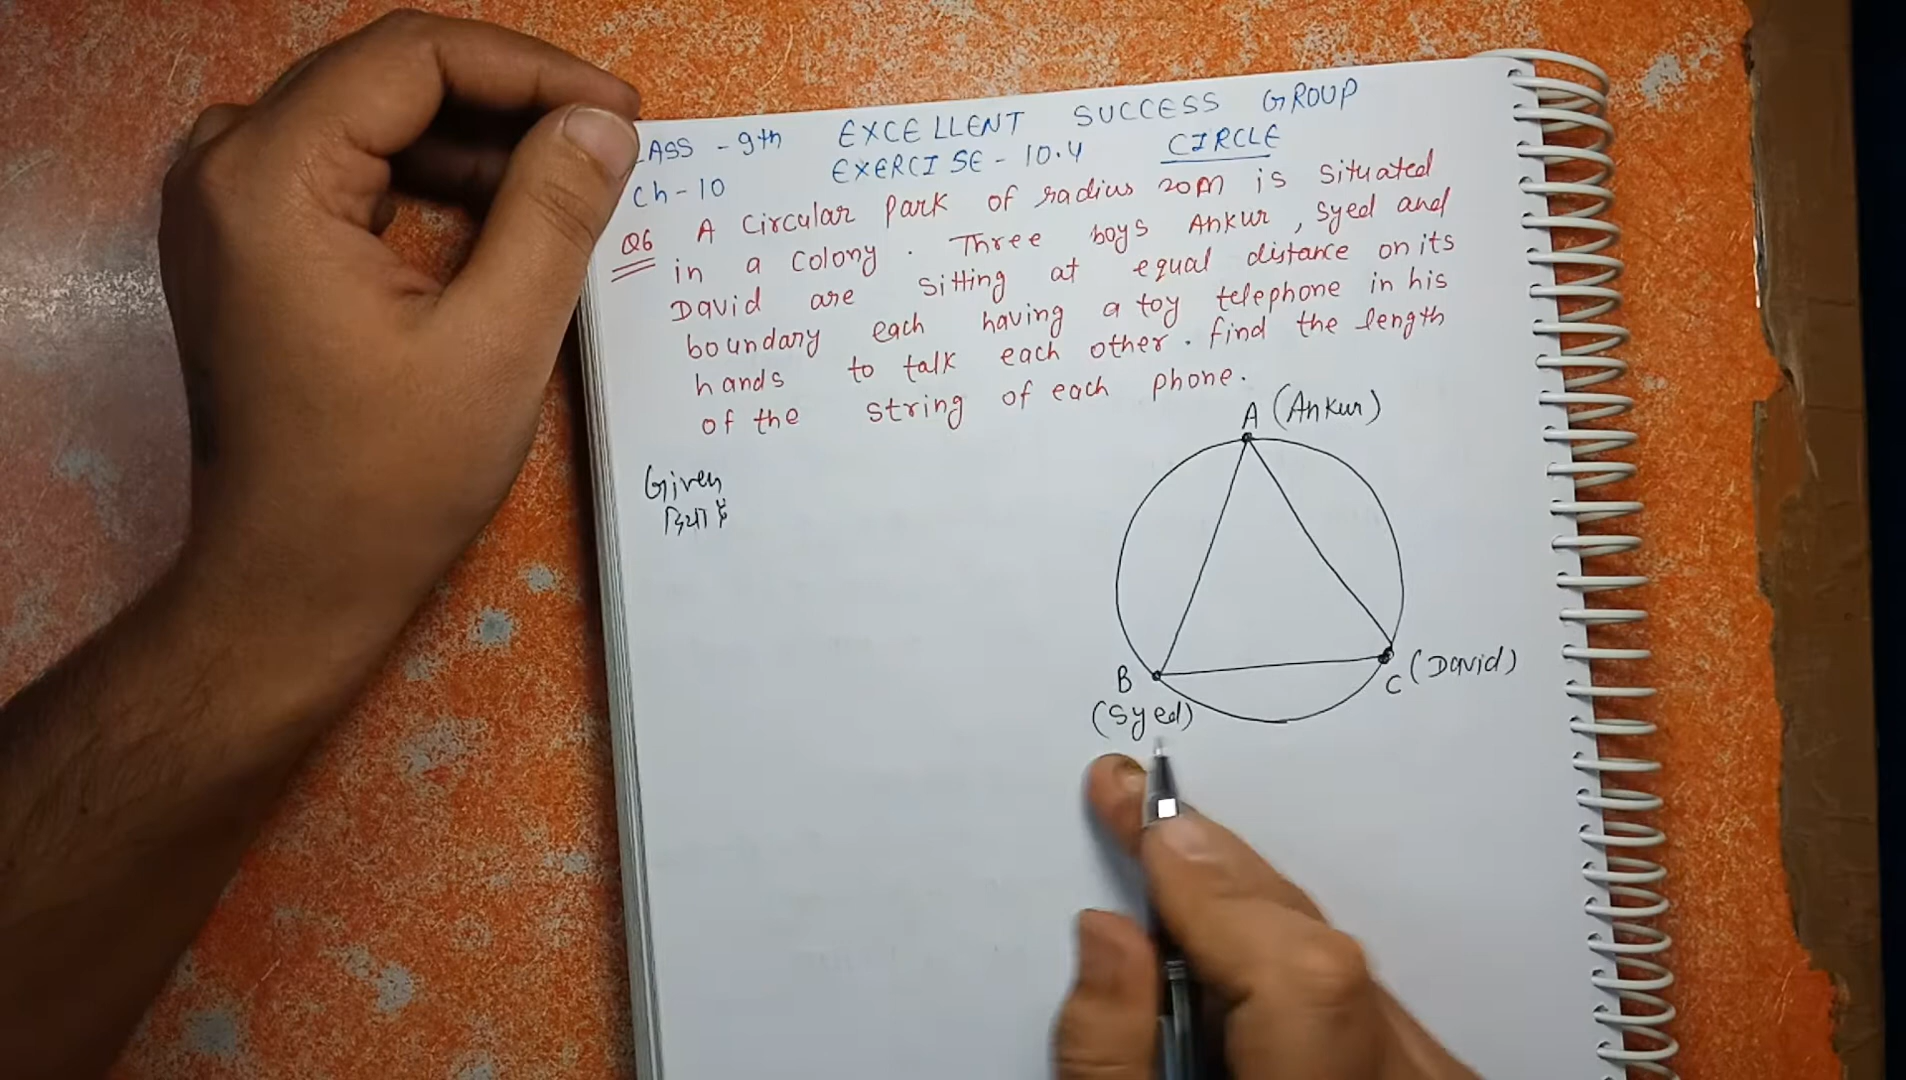 LASS - 9th EXCELLENT SUCCESS GROUP
Ch - 10 EXERCISE - 10.4 CIRCLE
Q6 A Circular Park of radius 20m is situated
in a Colony. Three boys Ankur, Syed and
David are sitting at equal distance on its
boundary each having a toy telephone in his
hands to talk each other. find the length
of the string of each phone.
A (Ankur)
Given
B
C (David)
(Syed)